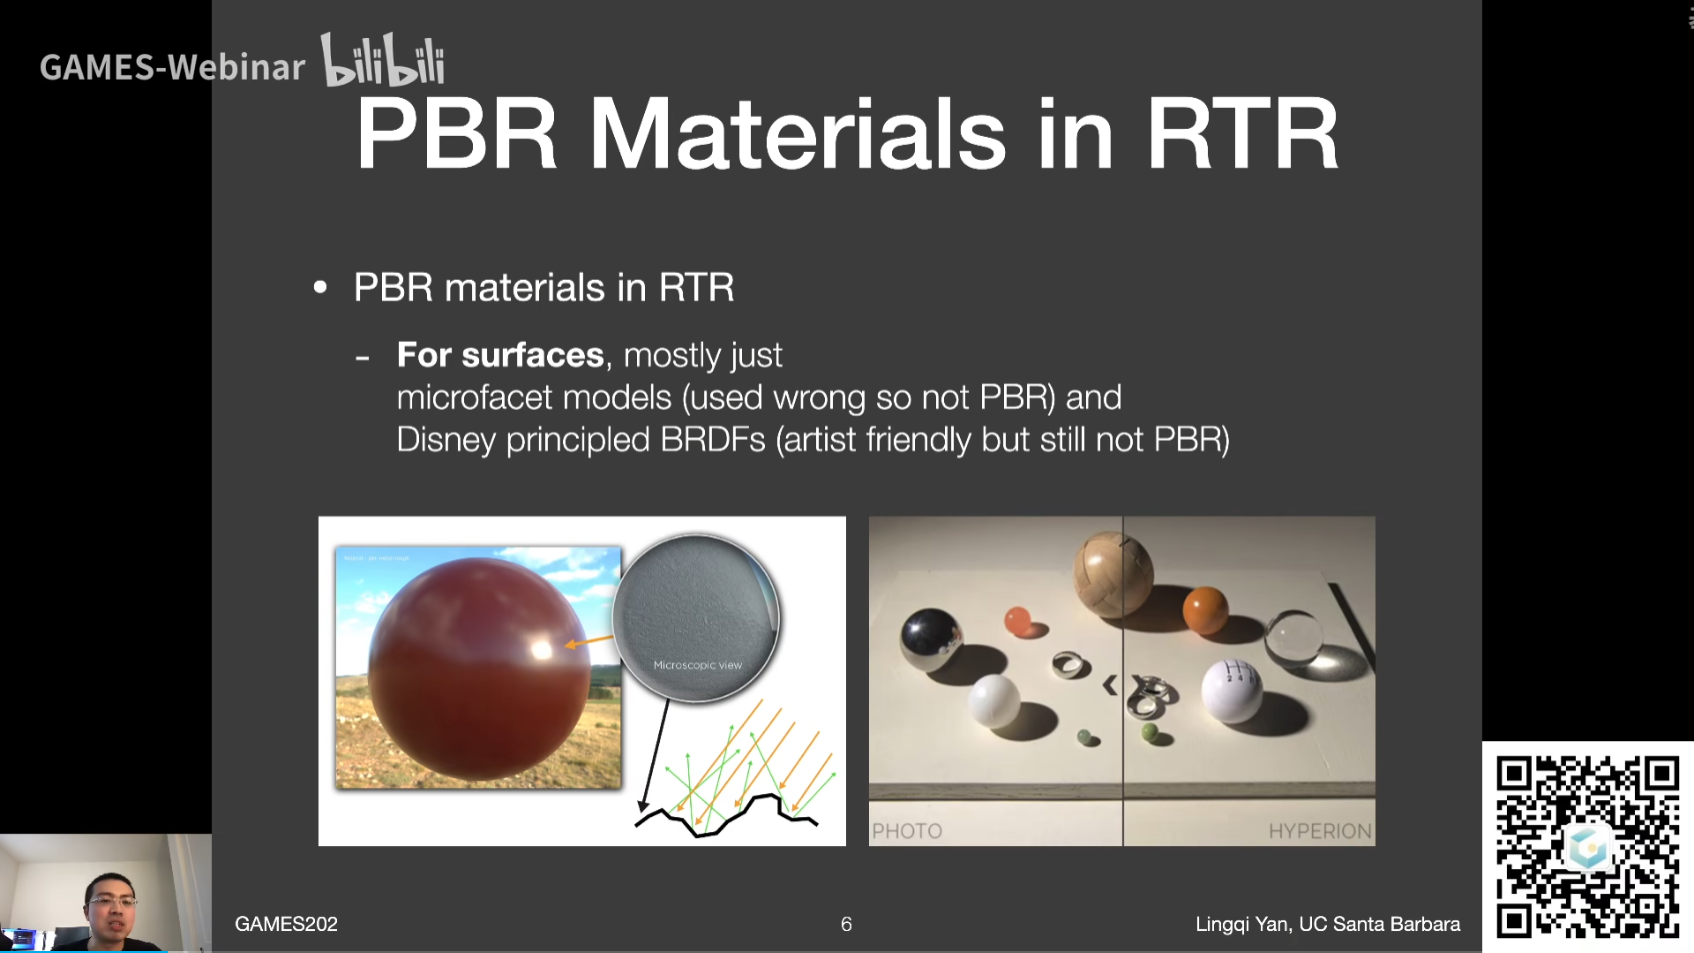 GAMES-Webinar bilibili
PBR Materials in RTR
• PBR materials in RTR
- For surfaces, mostly just
microfacet models (used wrong so not PBR) and
Disney principled BRDFs (artist friendly but still not PBR)
Microscopic view
2 4
PHOTO
HYPERION
GAMES202
6
Lingqi Yan, UC Santa Barbara